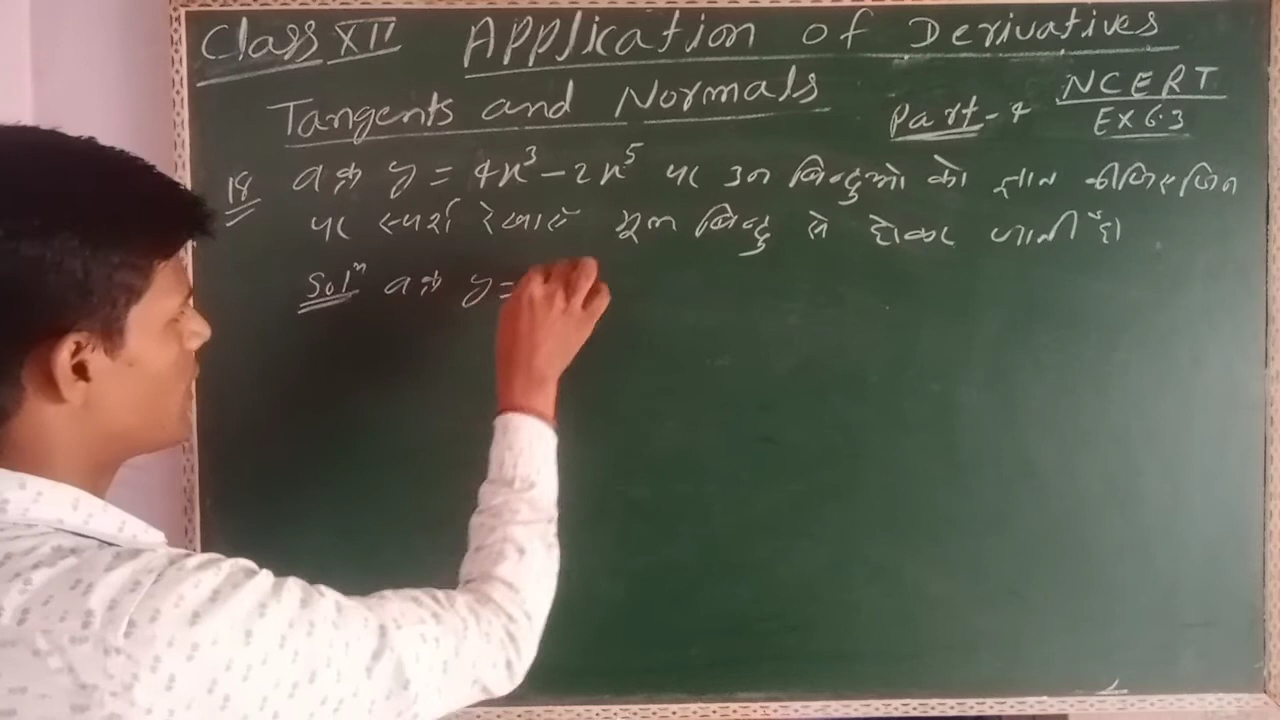 Class XII Application of Derivatives
Tangents and Normals Part-4 NCERT
EX 6.3
18 वक्र y = 4x³ - 2x⁵ पर उन बिन्दुओं को ज्ञात कीजिए जिन
पर स्पर्श रेखाएँ मूल बिन्दु से होकर जाती हैं।
Solⁿ वक्र y =